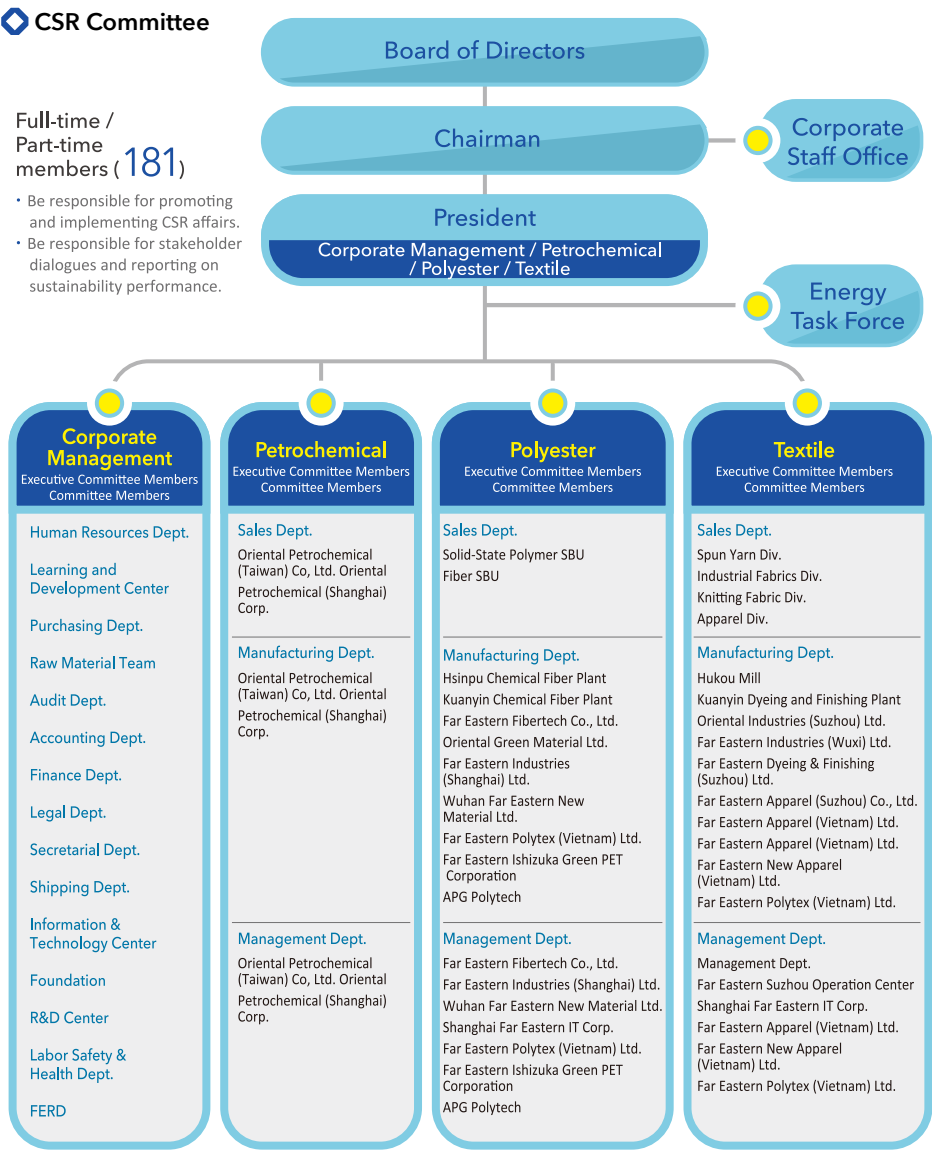 CSR Committee
Board of Directors
Chairman
Corporate
Staff Office
Full-time /
Part-time
members ( 181)
• Be responsible for promoting
and implementing CSR affairs.
• Be responsible for stakeholder
dialogues and reporting on
sustainability performance.
President
Corporate Management / Petrochemical
/ Polyester / Textile
Energy
Task Force
Corporate
Management
Executive Committee Members
Committee Members
Human Resources Dept.
Learning and
Development Center
Purchasing Dept.
Raw Material Team
Audit Dept.
Accounting Dept.
Finance Dept.
Legal Dept.
Secretarial Dept.
Shipping Dept.
Information &
Technology Center
Foundation
R&D Center
Labor Safety &
Health Dept.
FERD
Petrochemical
Executive Committee Members
Committee Members
Sales Dept.
Oriental Petrochemical
(Taiwan) Co, Ltd. Oriental
Petrochemical (Shanghai)
Corp.
Manufacturing Dept.
Oriental Petrochemical
(Taiwan) Co, Ltd. Oriental
Petrochemical (Shanghai)
Corp.
Management Dept.
Oriental Petrochemical
(Taiwan) Co, Ltd. Oriental
Petrochemical (Shanghai)
Corp.
Polyester
Executive Committee Members
Committee Members
Sales Dept.
Solid-State Polymer SBU
Fiber SBU
Manufacturing Dept.
Hsinpu Chemical Fiber Plant
Kuanyin Chemical Fiber Plant
Far Eastern Fibertech Co., Ltd.
Oriental Green Material Ltd.
Far Eastern Industries
(Shanghai) Ltd.
Wuhan Far Eastern New
Material Ltd.
Far Eastern Polytex (Vietnam) Ltd.
Far Eastern Ishizuka Green PET
Corporation
APG Polytech
Management Dept.
Far Eastern Fibertech Co., Ltd.
Far Eastern Industries (Shanghai) Ltd.
Wuhan Far Eastern New Material Ltd.
Shanghai Far Eastern IT Corp.
Far Eastern Polytex (Vietnam) Ltd.
Far Eastern Ishizuka Green PET
Corporation
APG Polytech
Textile
Executive Committee Members
Committee Members
Sales Dept.
Spun Yarn Div.
Industrial Fabrics Div.
Knitting Fabric Div.
Apparel Div.
Manufacturing Dept.
Hukou Mill
Kuanyin Dyeing and Finishing Plant
Oriental Industries (Suzhou) Ltd.
Far Eastern Industries (Wuxi) Ltd.
Far Eastern Dyeing & Finishing
(Suzhou) Ltd.
Far Eastern Apparel (Suzhou) Co., Ltd.
Far Eastern Apparel (Vietnam) Ltd.
Far Eastern Apparel (Vietnam) Ltd.
Far Eastern New Apparel
(Vietnam) Ltd.
Far Eastern Polytex (Vietnam) Ltd.
Management Dept.
Management Dept.
Far Eastern Suzhou Operation Center
Shanghai Far Eastern IT Corp.
Far Eastern Apparel (Vietnam) Ltd.
Far Eastern New Apparel
(Vietnam) Ltd.
Far Eastern Polytex (Vietnam) Ltd.